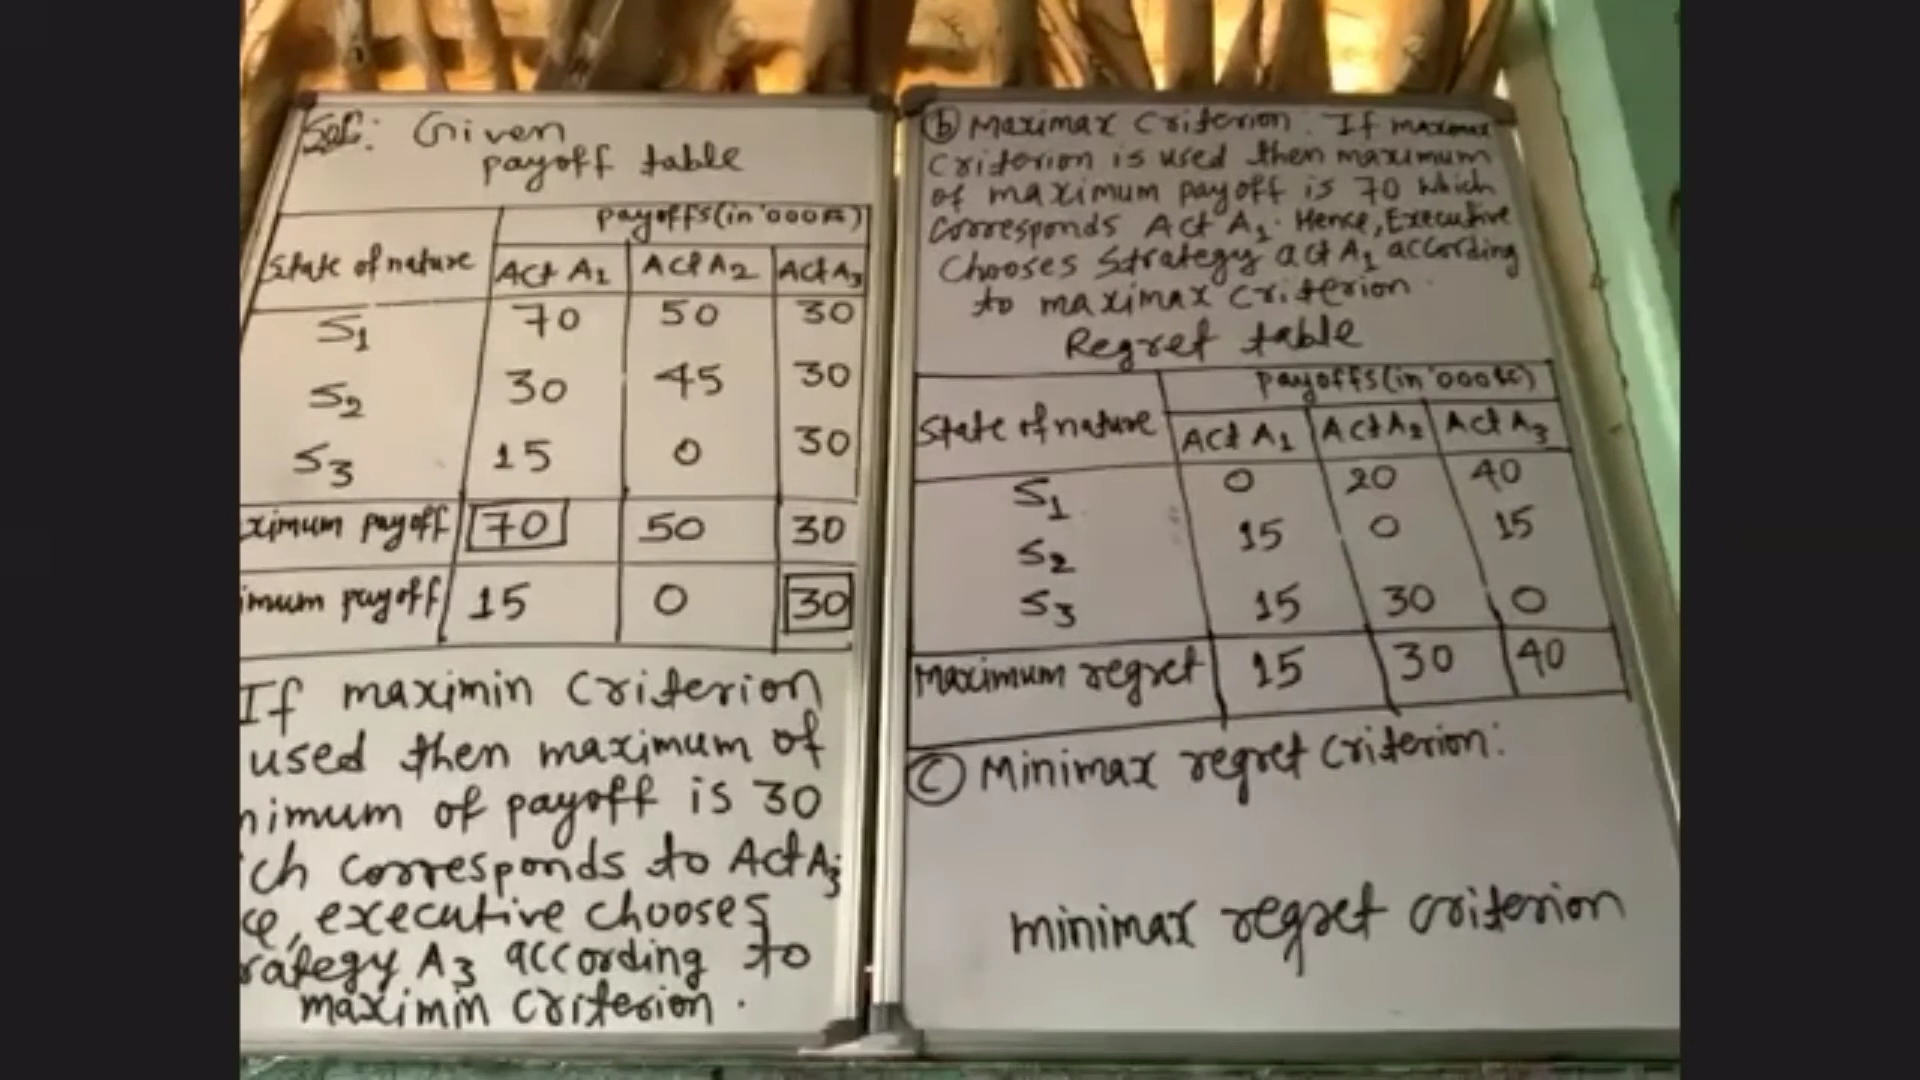 Sol: Given
payoff table
payoffs(in '000Rs)
State of nature Act A1 Act A2 Act A3
S1 70 50 30
S2 30 45 30
S3 15 0 30
ximum payoff 70 50 30
imum payoff 15 0 30
If maximin Criterion
used then maximum of
nimum of payoff is 30
ich corresponds to Act A3
ce, executive chooses
rategy A3 according to
maximin criterion.
(b) Maximax Criterion: If maximax
Criterion is used then maximum
of maximum payoff is 70 which
Corresponds Act A1. Hence, Executive
Chooses Strategy act A1 according
to maximax Criterion.
Regret table
payoffs(in '000Rs)
State of nature Act A1 Act A2 Act A3
S1 0 20 40
S2 15 0 15
S3 15 30 0
Maximum regret 15 30 40
(c) Minimax regret Criterion:
minimax regret criterion